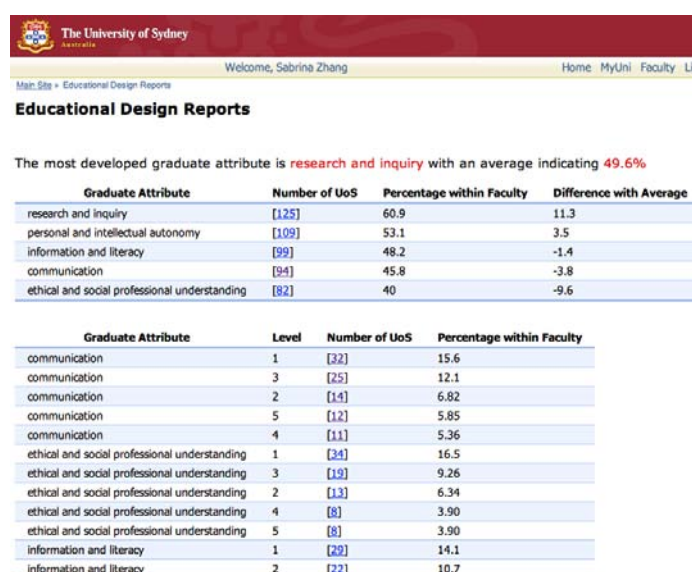 The University of Sydney
Australia
Welcome, Sabrina Zhang Home MyUni Faculty Li
Main Site » Educational Design Reports
Educational Design Reports
The most developed graduate attribute is research and inquiry with an average indicating 49.6%
Graduate Attribute Number of UoS Percentage within Faculty Difference with Average
research and inquiry [125] 60.9 11.3
personal and intellectual autonomy [109] 53.1 3.5
information and literacy [99] 48.2 -1.4
communication [94] 45.8 -3.8
ethical and social professional understanding [82] 40 -9.6
Graduate Attribute Level Number of UoS Percentage within Faculty
communication 1 [32] 15.6
communication 3 [25] 12.1
communication 2 [14] 6.82
communication 5 [12] 5.85
communication 4 [11] 5.36
ethical and social professional understanding 1 [34] 16.5
ethical and social professional understanding 3 [19] 9.26
ethical and social professional understanding 2 [13] 6.34
ethical and social professional understanding 4 [8] 3.90
ethical and social professional understanding 5 [8] 3.90
information and literacy 1 [29] 14.1
information and literacy 2 [22] 10.7